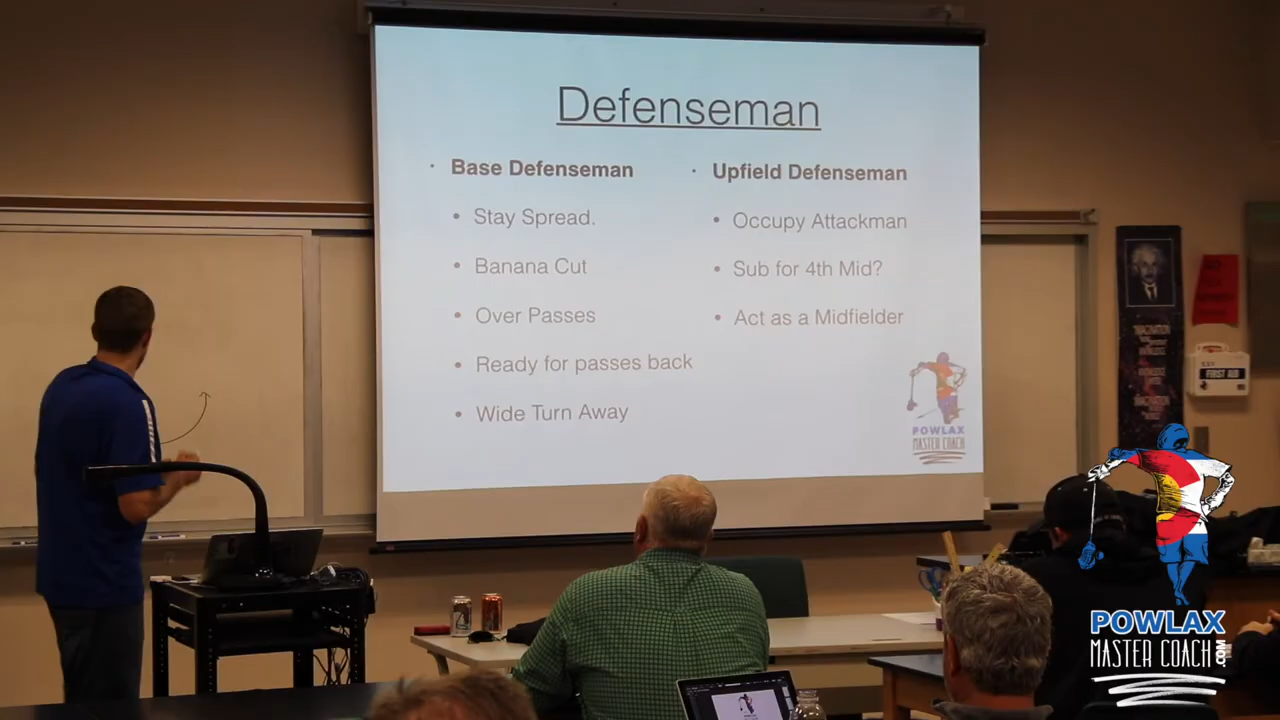 Defenseman
• Base Defenseman
• Stay Spread.
• Banana Cut
• Over Passes
• Ready for passes back
• Wide Turn Away
• Upfield Defenseman
• Occupy Attackman
• Sub for 4th Mid?
• Act as a Midfielder
POWLAX
MASTER COACH
FIRST AID
POWLAX
MASTER COACH.COM